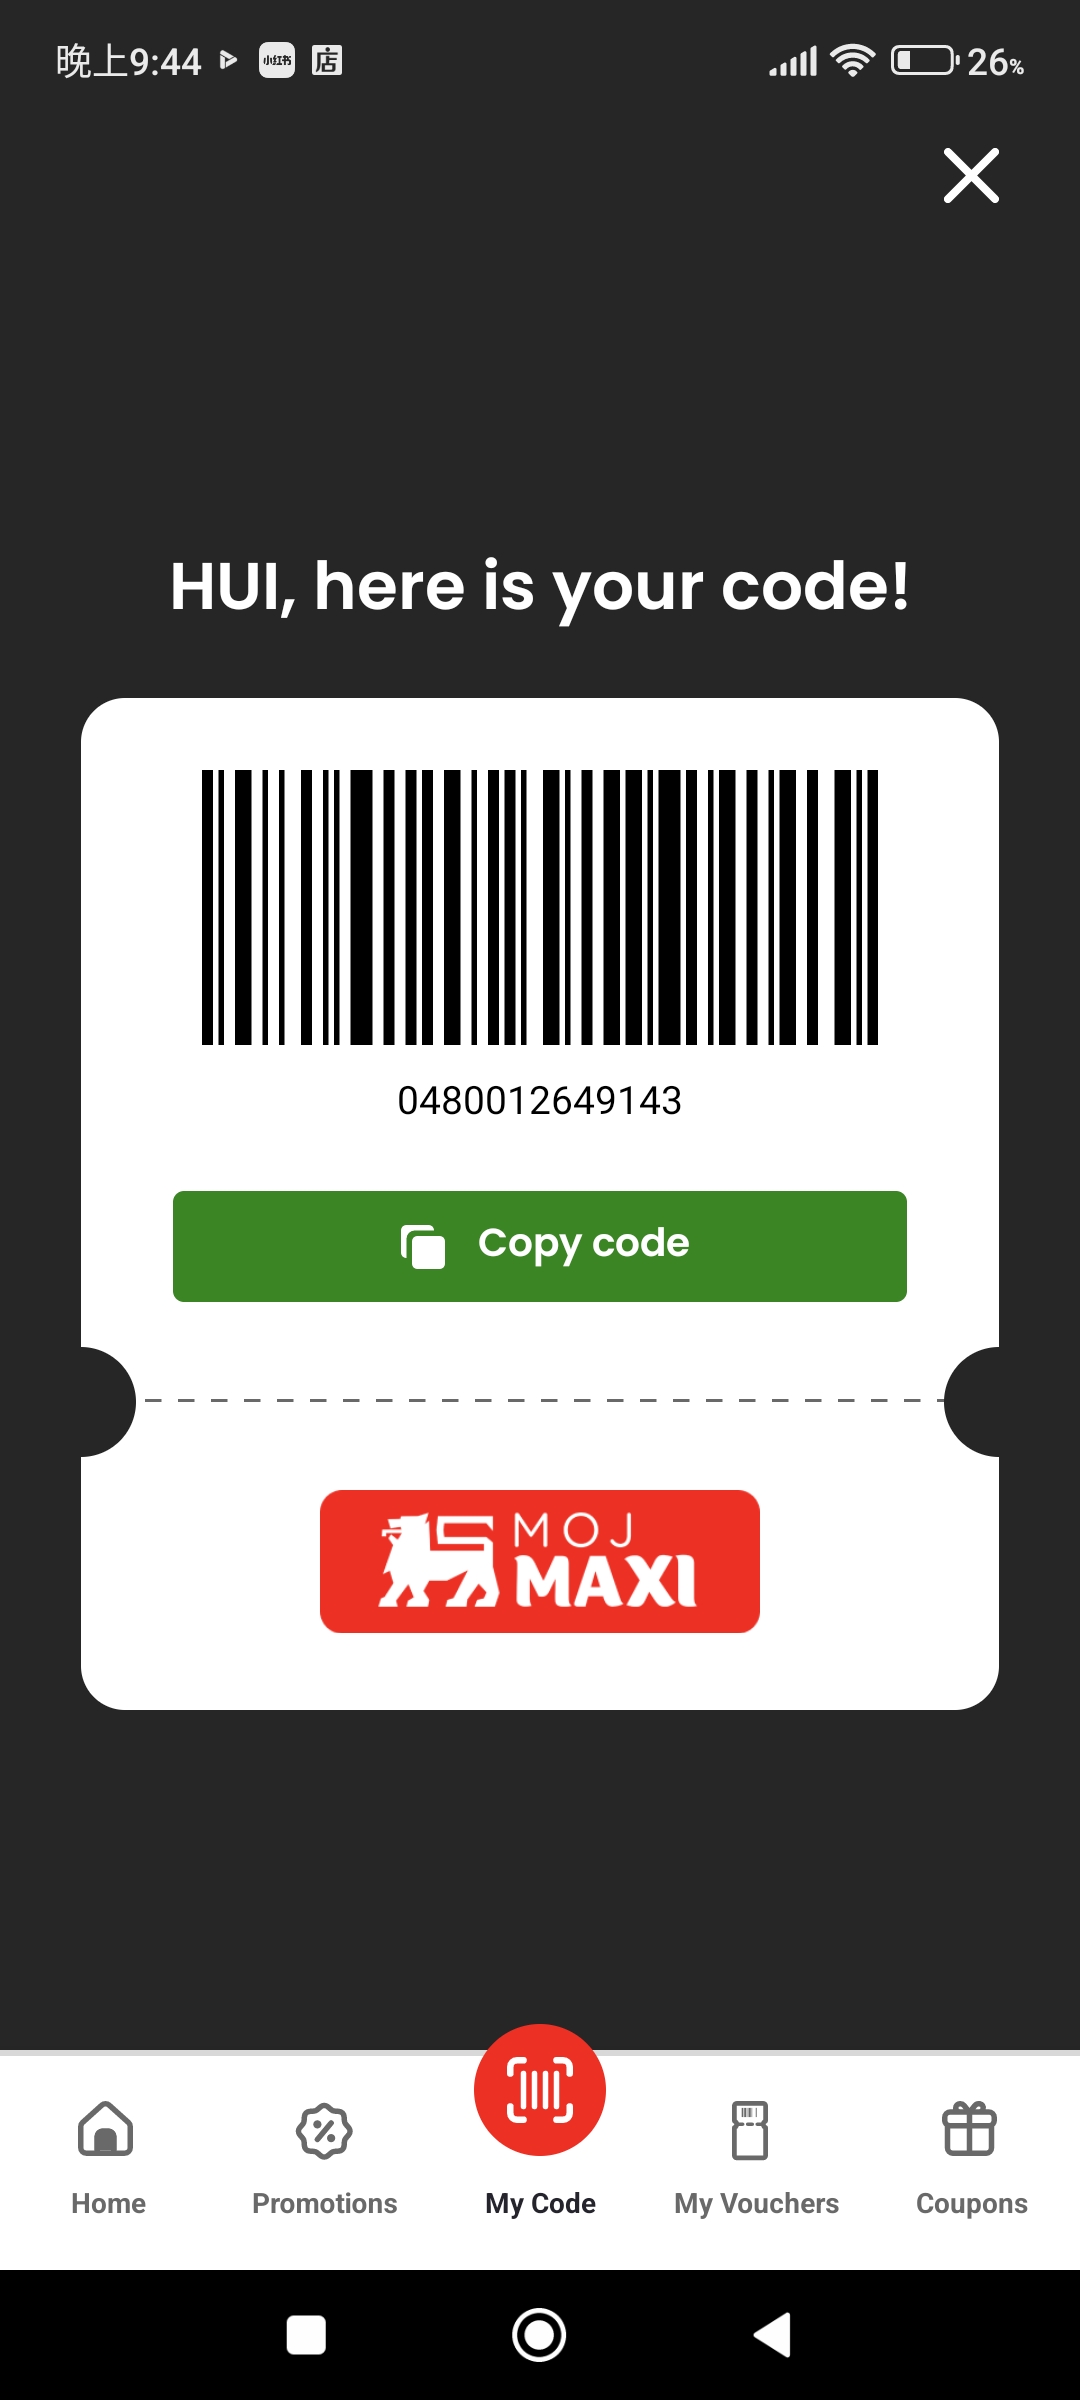 晚上9:44
小红书
店
26%
HUI, here is your code!
0480012649143
Copy code
MOJ
MAXI
Home
Promotions
My Code
My Vouchers
Coupons